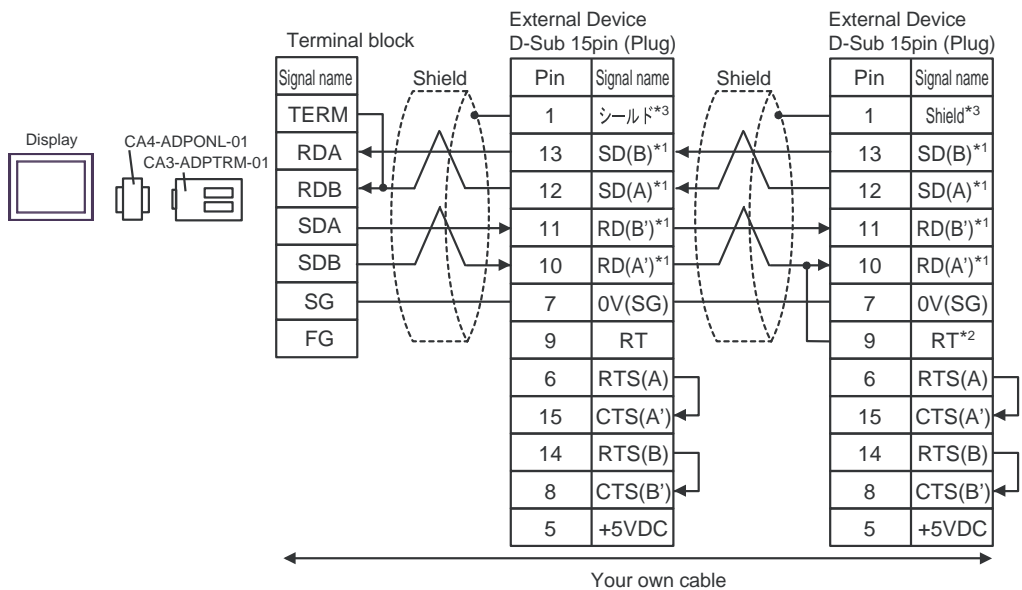 Display
CA4-ADPONL-01
CA3-ADPTRM-01
Terminal block
Signal name
TERM
RDA
RDB
SDA
SDB
SG
FG
Shield
External Device
D-Sub 15pin (Plug)
Pin Signal name
1 シールド*3
13 SD(B)*1
12 SD(A)*1
11 RD(B')*1
10 RD(A')*1
7 0V(SG)
9 RT
6 RTS(A)
15 CTS(A')
14 RTS(B)
8 CTS(B')
5 +5VDC
Shield
External Device
D-Sub 15pin (Plug)
Pin Signal name
1 Shield*3
13 SD(B)*1
12 SD(A)*1
11 RD(B')*1
10 RD(A')*1
7 0V(SG)
9 RT*2
6 RTS(A)
15 CTS(A')
14 RTS(B)
8 CTS(B')
5 +5VDC
Your own cable